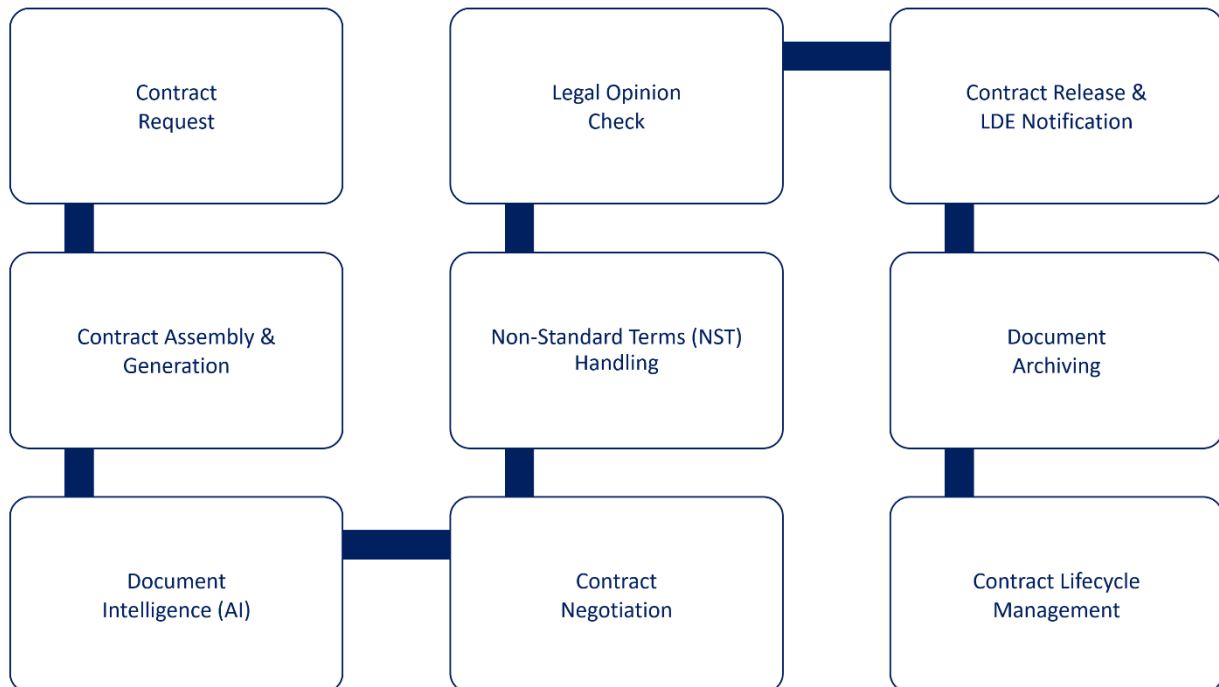 Contract
Request
Contract Assembly &
Generation
Document
Intelligence (AI)
Contract
Negotiation
Non-Standard Terms (NST)
Handling
Legal Opinion
Check
Contract Release &
LDE Notification
Document
Archiving
Contract Lifecycle
Management